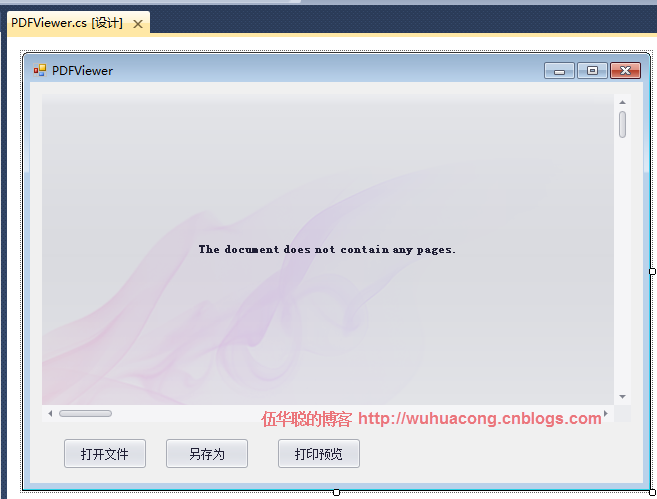 PDFViewer.cs [设计]
PDFViewer
The document does not contain any pages.
伍华聪的博客 http://wuhuacong.cnblogs.com
打开文件 另存为 打印预览